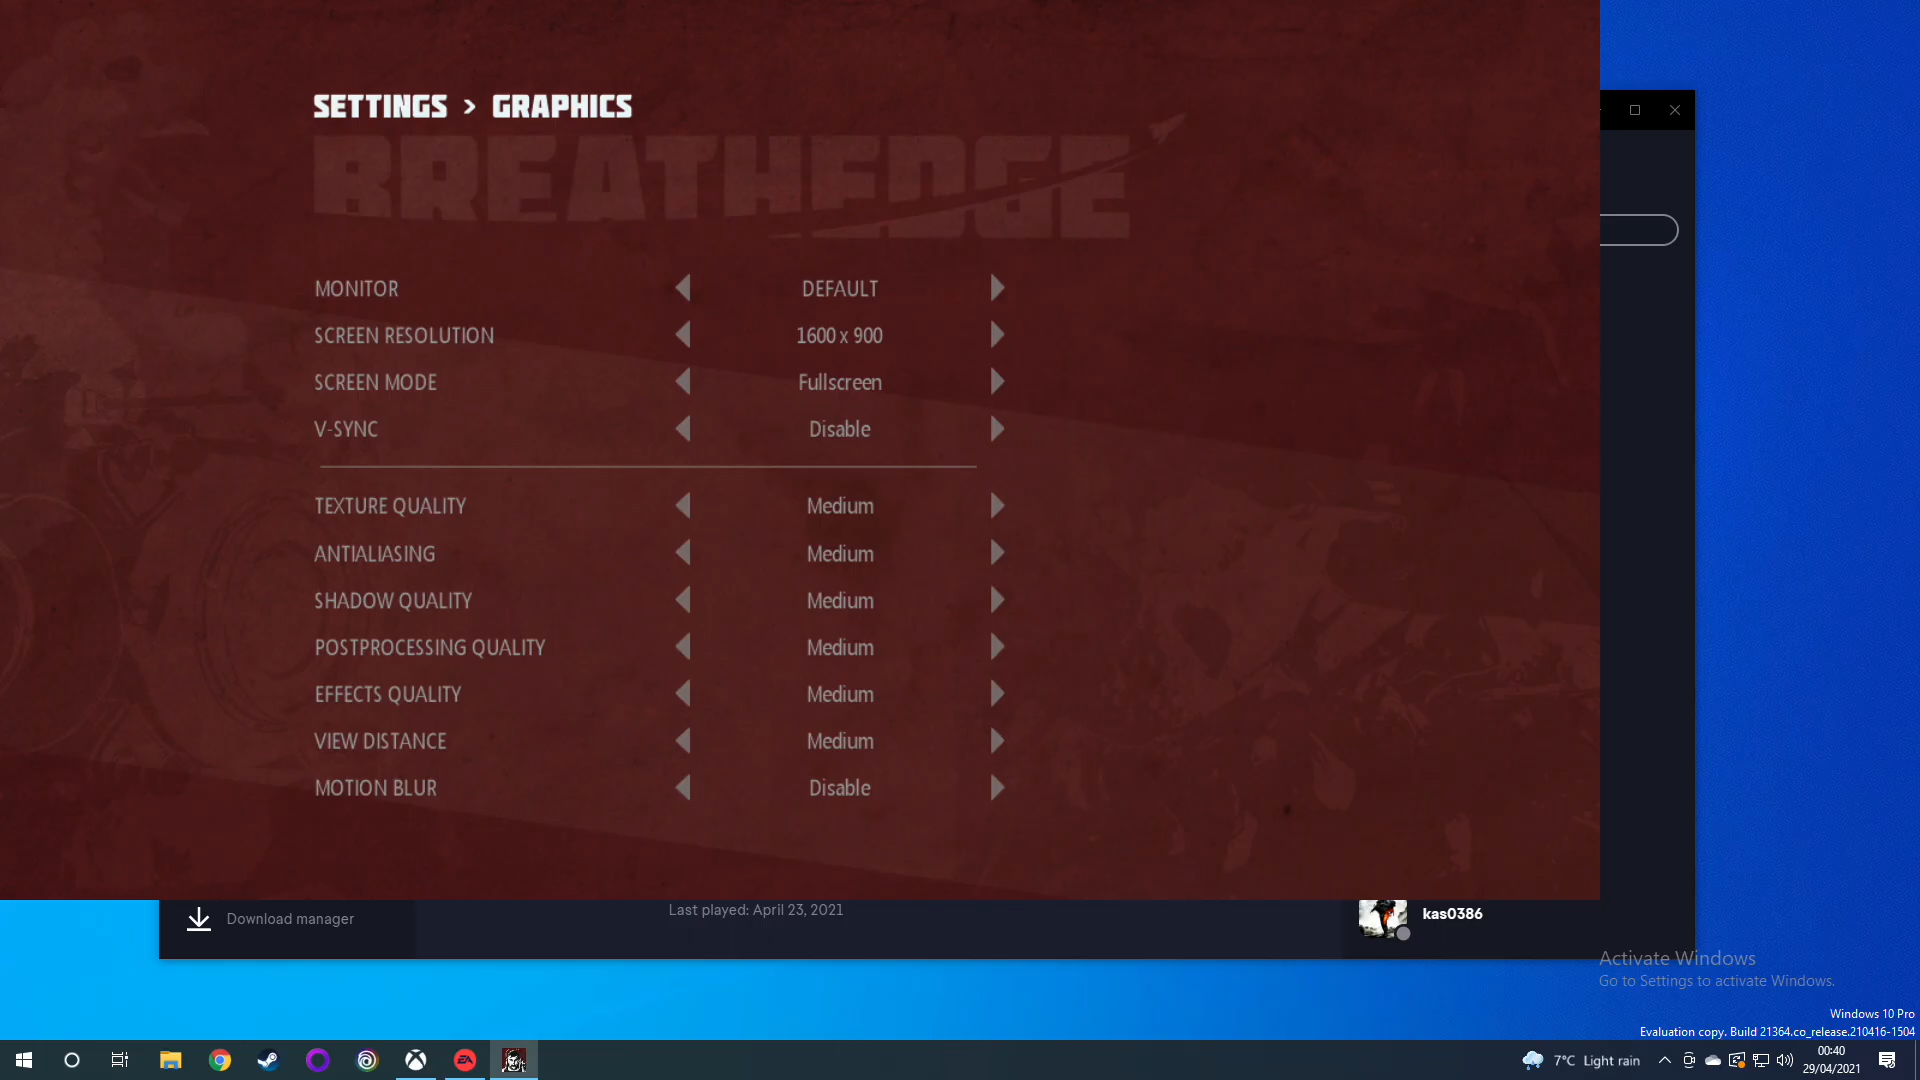 SETTINGS > GRAPHICS
BREATHEDGE
MONITOR DEFAULT
SCREEN RESOLUTION 1600 x 900
SCREEN MODE Fullscreen
V-SYNC Disable
TEXTURE QUALITY Medium
ANTIALIASING Medium
SHADOW QUALITY Medium
POSTPROCESSING QUALITY Medium
EFFECTS QUALITY Medium
VIEW DISTANCE Medium
MOTION BLUR Disable
Download manager
Last played: April 23, 2021
kas0386
Activate Windows
Go to Settings to activate Windows.
Windows 10 Pro
Evaluation copy. Build 21364.co_release.210416-1504
EA
7°C Light rain
00:40
29/04/2021